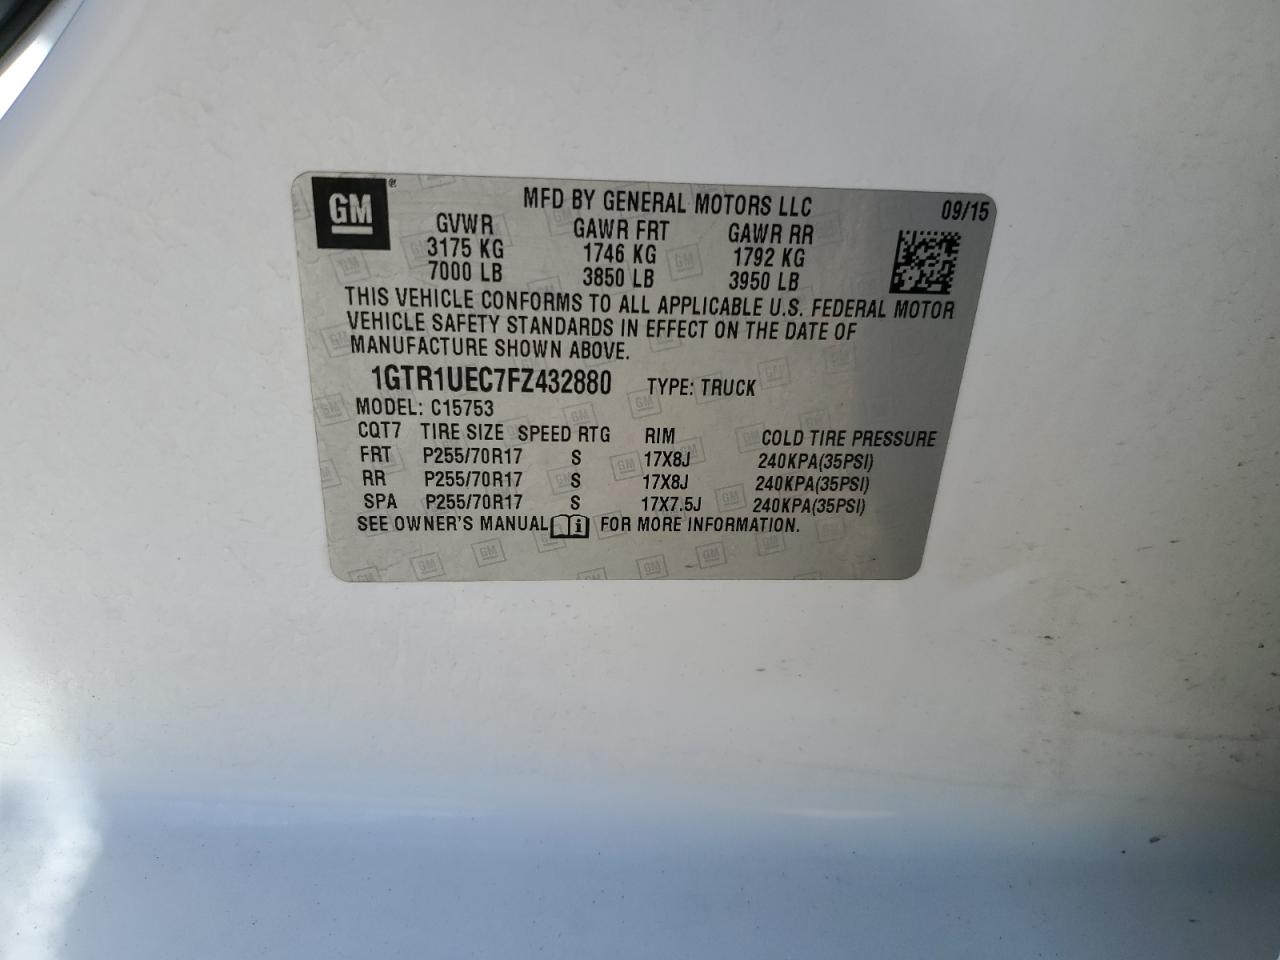 GM
MFD BY GENERAL MOTORS LLC 09/15
GVWR GAWR FRT GAWR RR
3175 KG 1746 KG 1792 KG
7000 LB 3850 LB 3950 LB
THIS VEHICLE CONFORMS TO ALL APPLICABLE U.S. FEDERAL MOTOR
VEHICLE SAFETY STANDARDS IN EFFECT ON THE DATE OF
MANUFACTURE SHOWN ABOVE.
1GTR1UEC7FZ432880 TYPE: TRUCK
MODEL: C15753
CQT7 TIRE SIZE SPEED RTG RIM COLD TIRE PRESSURE
FRT P255/70R17 S 17X8J 240KPA(35PSI)
RR P255/70R17 S 17X8J 240KPA(35PSI)
SPA P255/70R17 S 17X7.5J 240KPA(35PSI)
SEE OWNER'S MANUAL i FOR MORE INFORMATION.